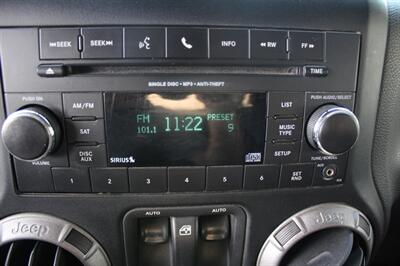 SEEK SEEK INFO RW FF
SINGLE DISC • MP3 • ANTI-THEFT
TIME
PUSH ON
AM/FM
SAT
DISC AUX
VOLUME
FM 11:22 PRESET
101.1 9
SIRIUS
LIST
MUSIC TYPE
SETUP
PUSH AUDIO/SELECT
TUNE/SCROLL
1 2 3 4 5 6 7
SET RND
AUTO AUTO
Jeep
Jeep